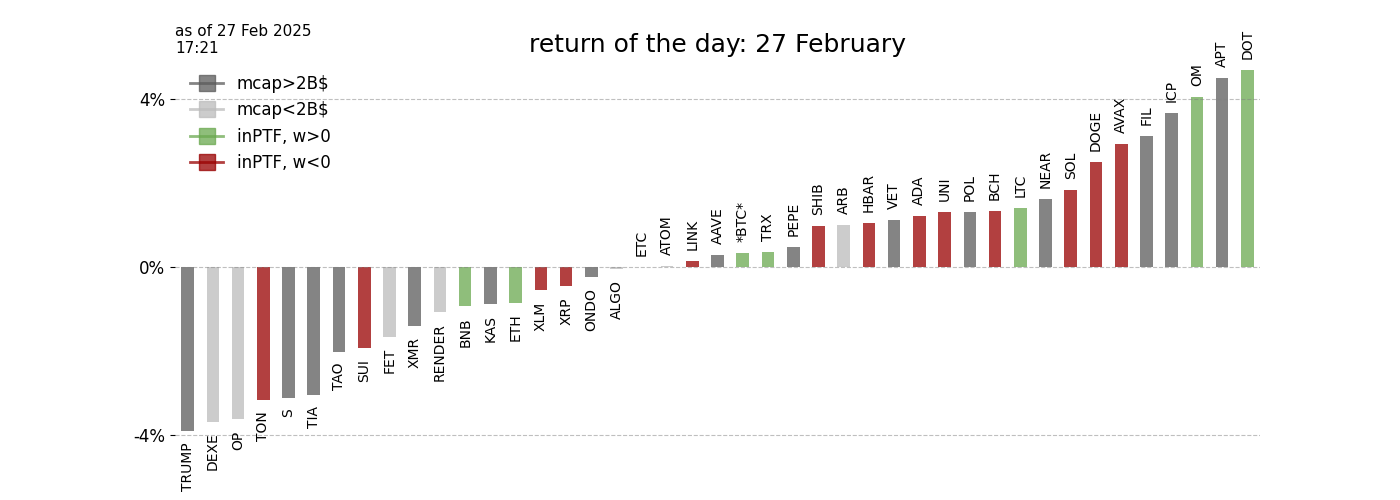 as of 27 Feb 2025
17:21
return of the day: 27 February
mcap>2B$
mcap<2B$
inPTF, w>0
inPTF, w<0
4%
0%
-4%
TRUMP
DEXE
OP
TON
S
TIA
TAO
SUI
FET
XMR
RENDER
BNB
KAS
ETH
XLM
XRP
ONDO
ALGO
ETC
ATOM
LINK
AAVE
*BTC*
TRX
PEPE
SHIB
ARB
HBAR
VET
ADA
UNI
POL
BCH
LTC
NEAR
SOL
DOGE
AVAX
FIL
ICP
OM
APT
DOT